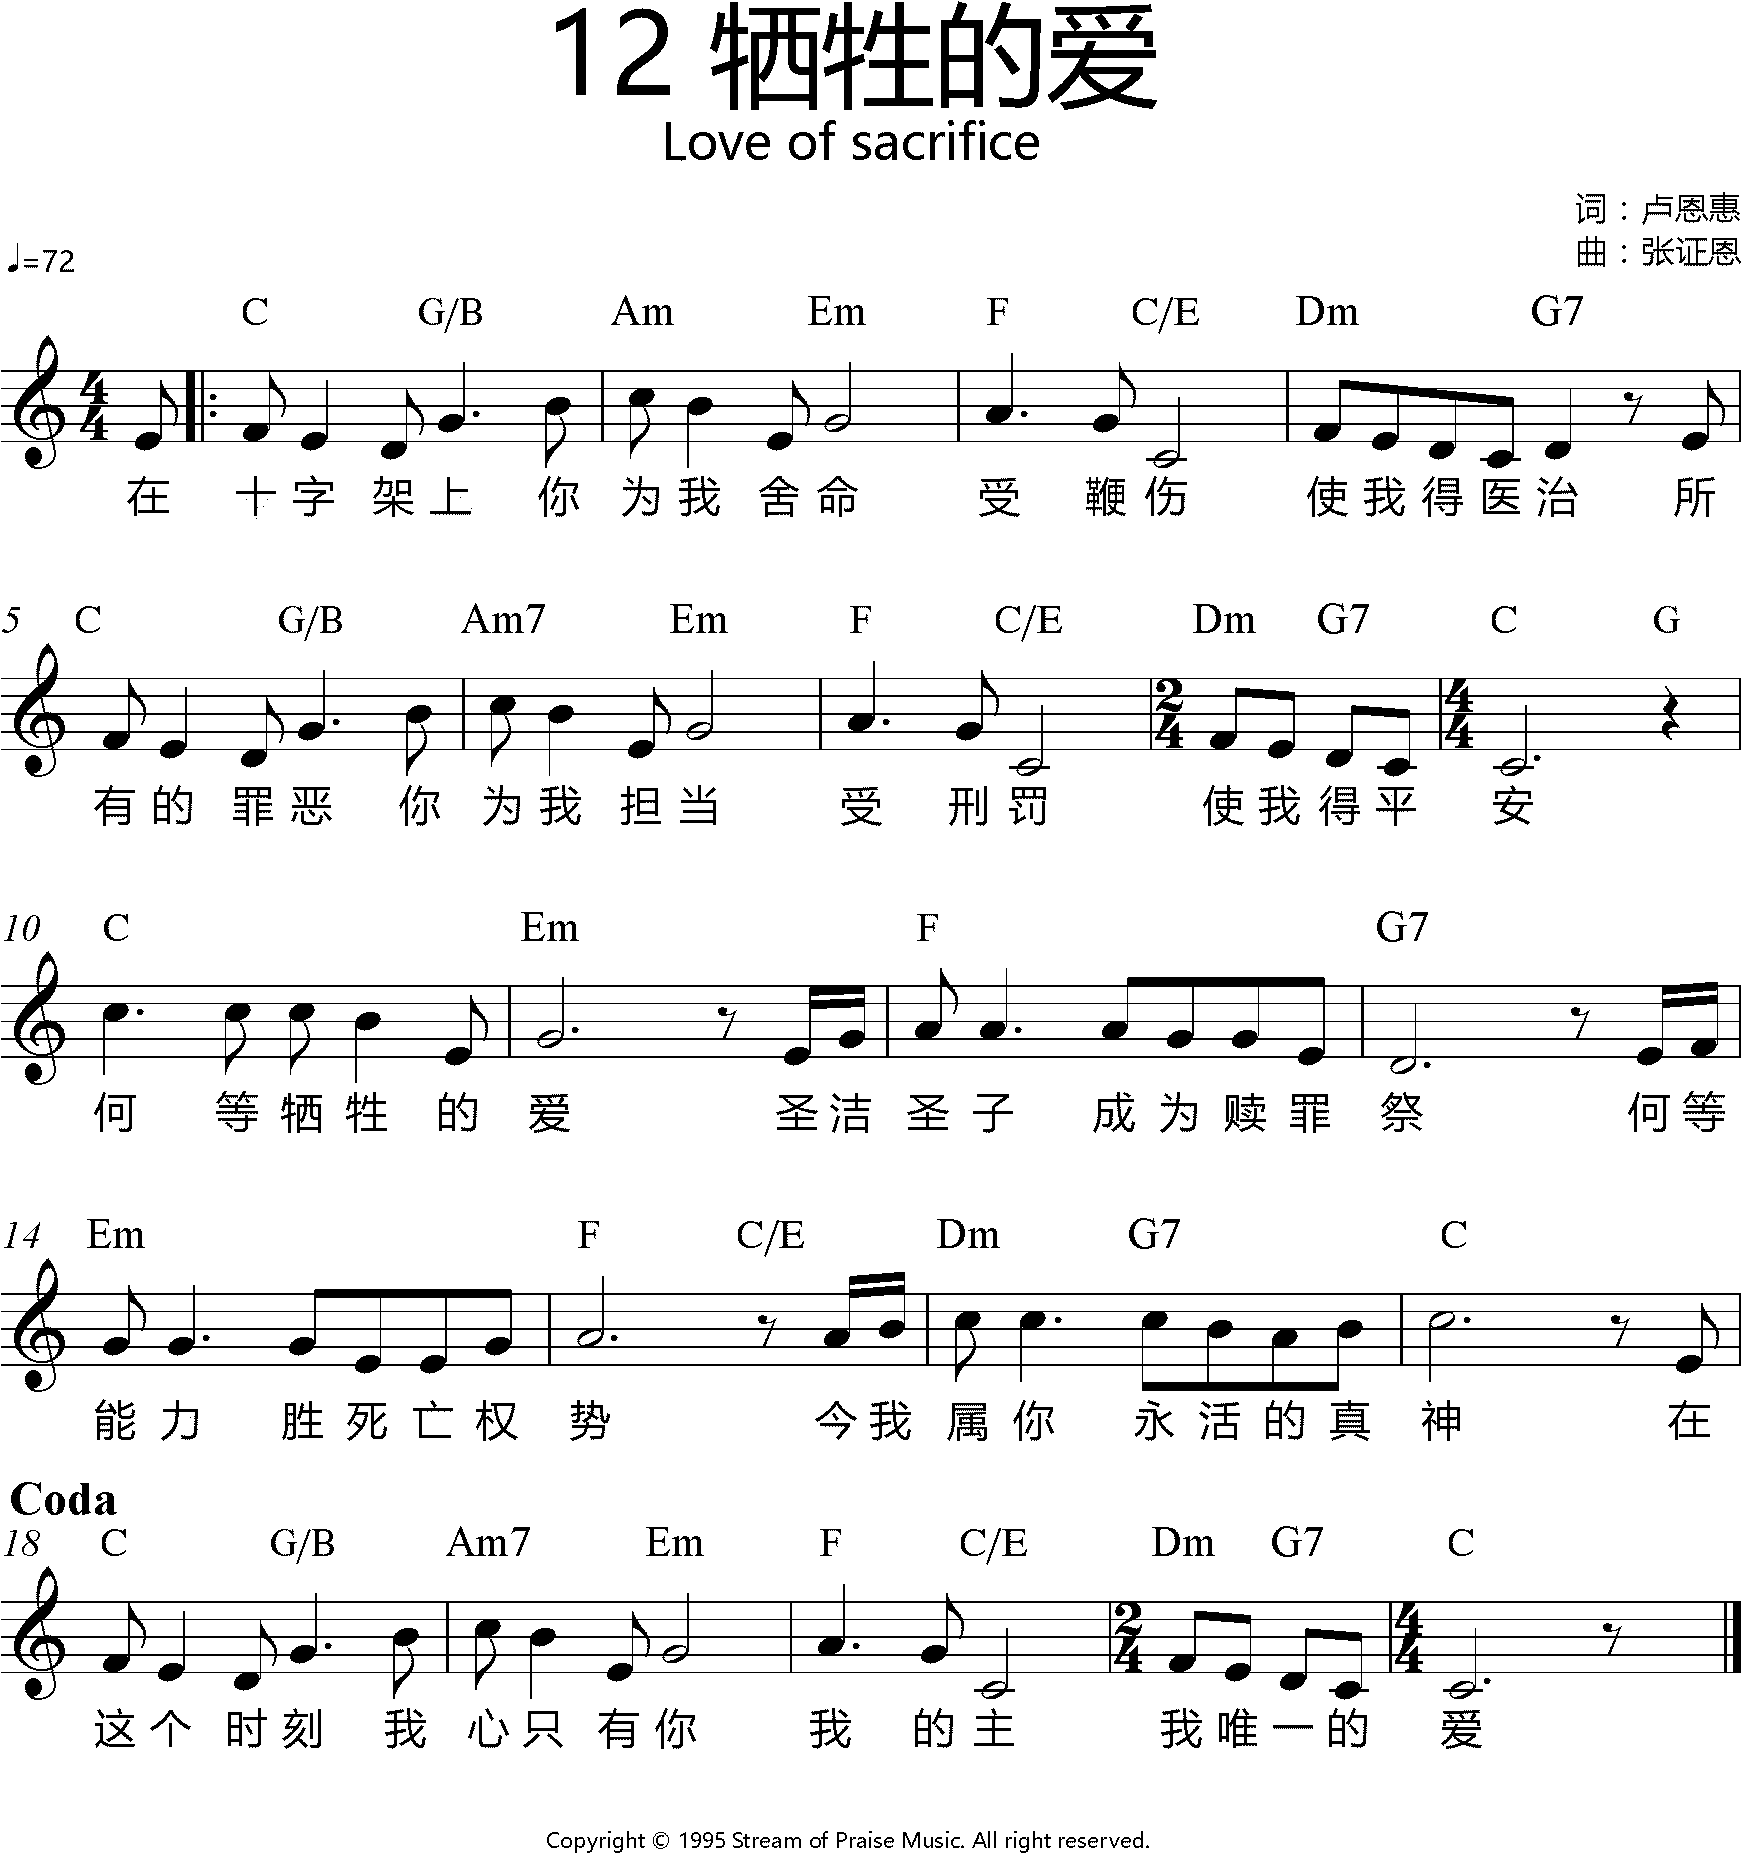 12 牺牲的爱
Love of sacrifice
词：卢恩惠
♩=72
曲：张证恩
C G/B Am Em F C/E Dm G7
4 4
在 十 字 架 上 你 为 我 舍 命 受 鞭 伤 使 我 得 医 治 所
5 C G/B Am7 Em F C/E Dm G7 C G
2 4 4 4
有 的 罪 恶 你 为 我 担 当 受 刑 罚 使 我 得 平 安
10 C Em F G7
何 等 牺 牲 的 爱 圣 洁 圣 子 成 为 赎 罪 祭 何 等
14 Em F C/E Dm G7 C
能 力 胜 死 亡 权 势 今 我 属 你 永 活 的 真 神 在
Coda
18 C G/B Am7 Em F C/E Dm G7 C
2 4 4 4
这 个 时 刻 我 心 只 有 你 我 的 主 我 唯 一 的 爱
Copyright © 1995 Stream of Praise Music. All right reserved.